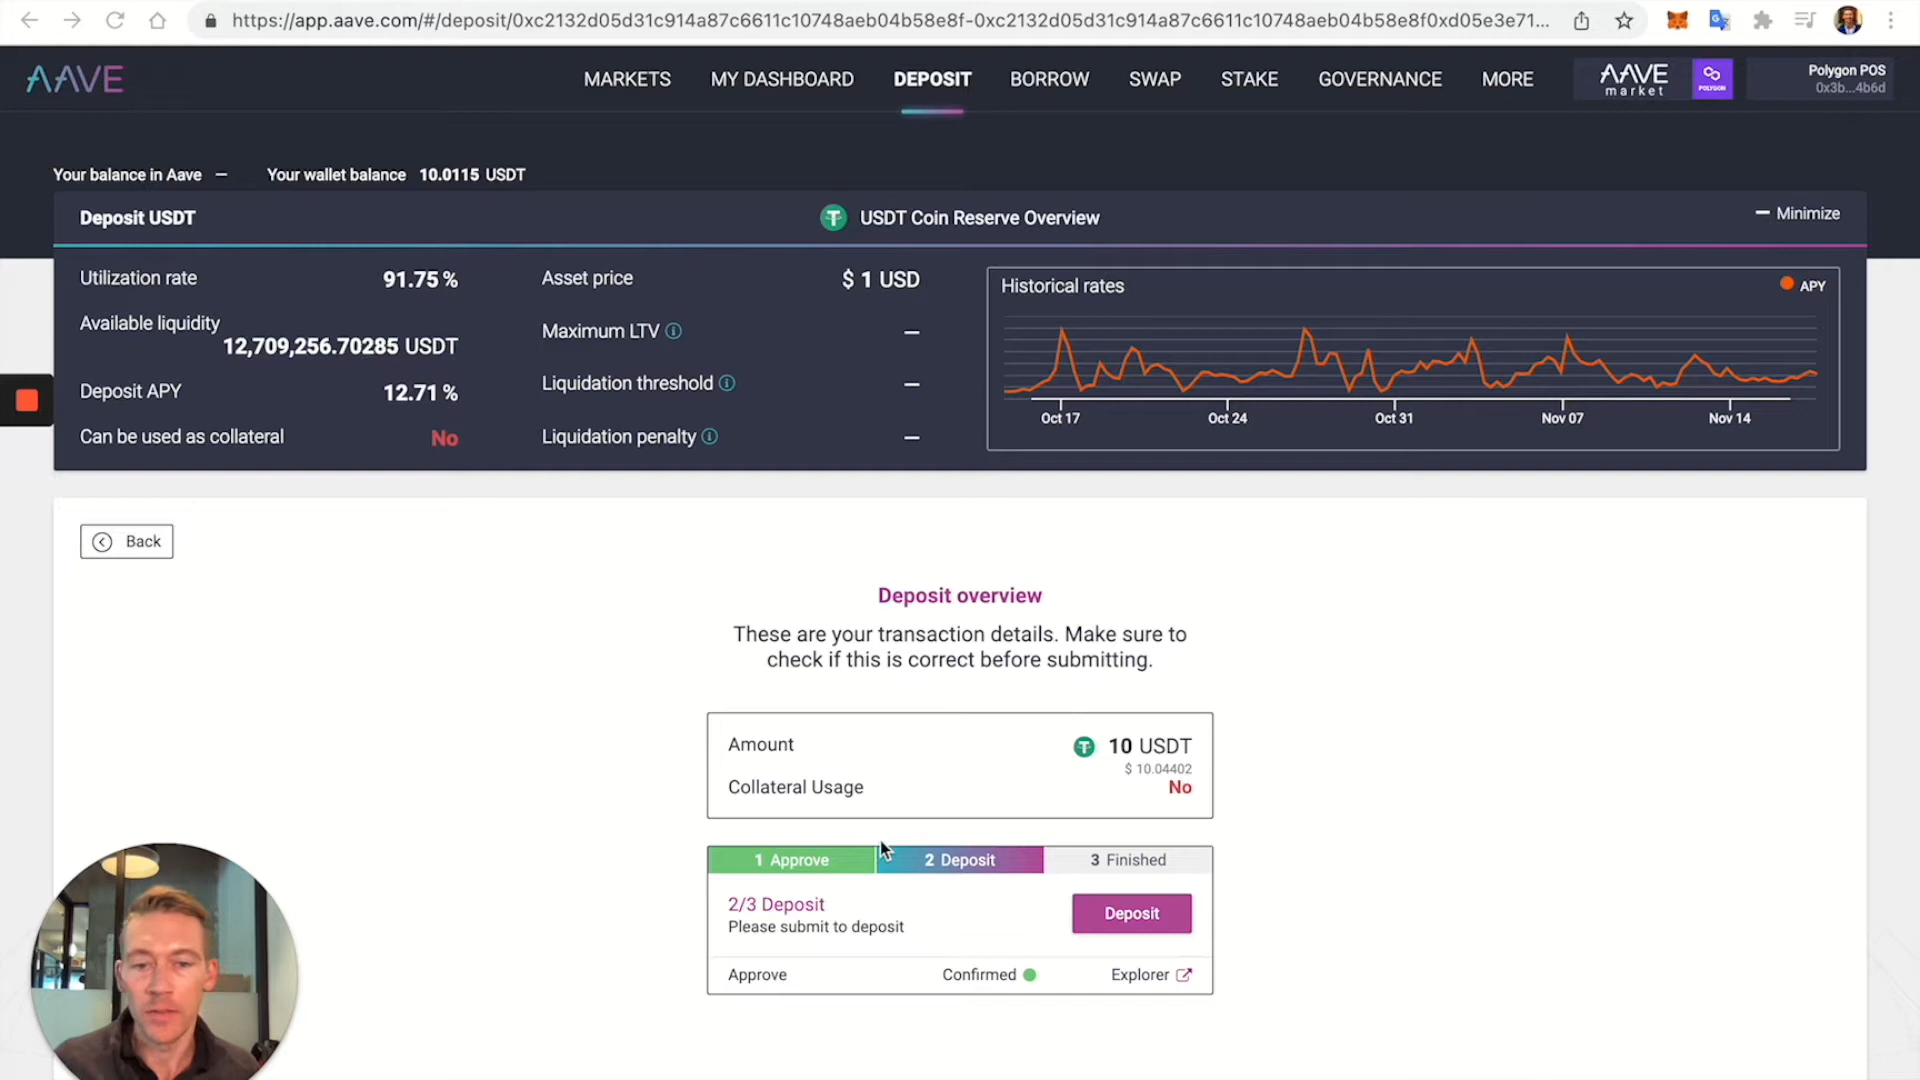 https://app.aave.com/#/deposit/0xc2132d05d31c914a87c6611c10748aeb04b58e8f-0xc2132d05d31c914a87c6611c10748aeb04b58e8f0xd05e3e71...
AAVE
MARKETS
MY DASHBOARD
DEPOSIT
BORROW
SWAP
STAKE
GOVERNANCE
MORE
AAVE
market
POLYGON
Polygon POS
0x3b...4b6d
Your balance in Aave –
Your wallet balance 10.0115 USDT
Deposit USDT
USDT Coin Reserve Overview
– Minimize
Utilization rate 91.75 %
Available liquidity
12,709,256.70285 USDT
Deposit APY 12.71 %
Can be used as collateral No
Asset price $ 1 USD
Maximum LTV –
Liquidation threshold –
Liquidation penalty –
Historical rates
APY
Oct 17 Oct 24 Oct 31 Nov 07 Nov 14
Back
Deposit overview
These are your transaction details. Make sure to
check if this is correct before submitting.
Amount 10 USDT
$ 10.04402
Collateral Usage No
1 Approve 2 Deposit 3 Finished
2/3 Deposit
Please submit to deposit
Deposit
Approve Confirmed Explorer